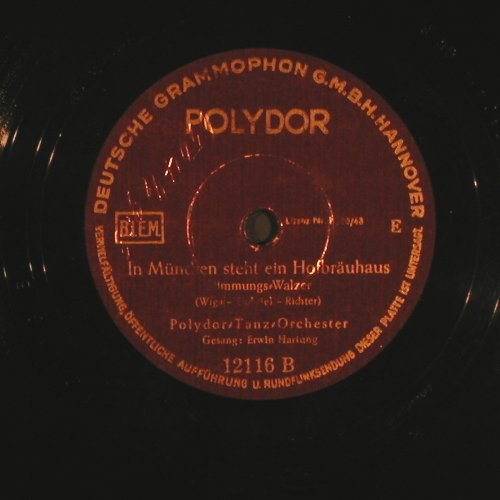 DEUTSCHE GRAMMOPHON G.M.B.H. HANNOVER
POLYDOR
BIEM
E
In München steht ein Hofbräuhaus
immungs-Walzer
Richter)
Polydor-Tanz-Orchester
Gesang: Erwin Hartung
12116 B
VERVIELFÄLTIGUNG, ÖFFENTLICHE AUFFÜHRUNG U. RUNDFUNKSENDUNG DIESER PLATTE IST UNTERSAGT